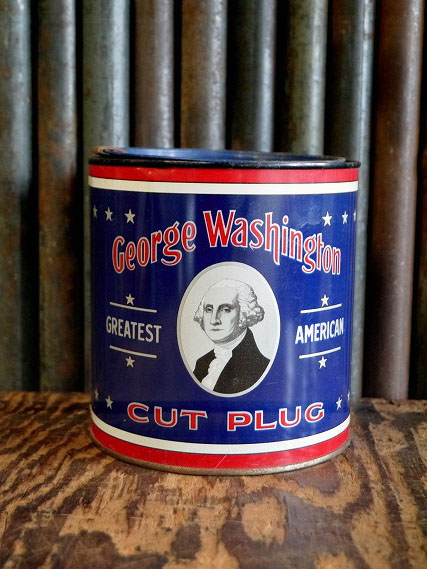 George Washington
GREATEST
AMERICAN
CUT PLUG